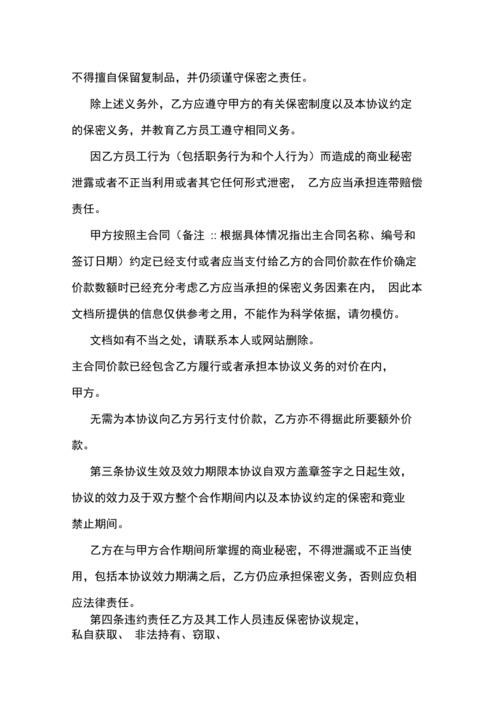 不得擅自保留复制品，并仍须谨守保密之责任。
除上述义务外，乙方应遵守甲方的有关保密制度以及本协议约定
的保密义务，并教育乙方员工遵守相同义务。
因乙方员工行为（包括职务行为和个人行为）而造成的商业秘密
泄露或者不正当利用或者其它任何形式泄密， 乙方应当承担连带赔偿
责任。
甲方按照主合同（备注 ::根据具体情况指出主合同名称、编号和
签订日期）约定已经支付或者应当支付给乙方的合同价款在作价确定
价款数额时已经充分考虑乙方应当承担的保密义务因素在内， 因此本
文档所提供的信息仅供参考之用，不能作为科学依据，请勿模仿。
文档如有不当之处，请联系本人或网站删除。
主合同价款已经包含乙方履行或者承担本协议义务的对价在内，
甲方。
无需为本协议向乙方另行支付价款，乙方亦不得据此所要额外价
款。
第三条协议生效及效力期限本协议自双方盖章签字之日起生效，
协议的效力及于双方整个合作期间内以及本协议约定的保密和竞业
禁止期间。
乙方在与甲方合作期间所掌握的商业秘密，不得泄漏或不正当使
用，包括本协议效力期满之后，乙方仍应承担保密义务，否则应负相
应法律责任。
第四条违约责任乙方及其工作人员违反保密协议规定，
私自获取、 非法持有、窃取、